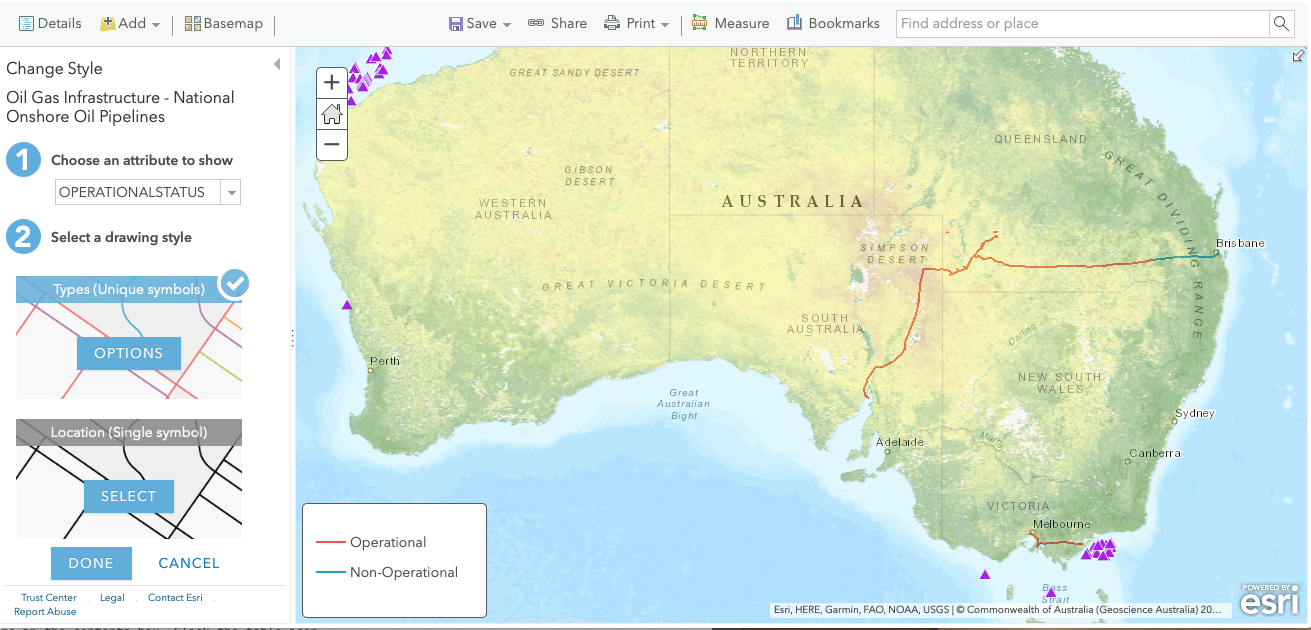 Details
Add
Basemap
Save
Share
Print
Measure
Bookmarks
Find address or place
Change Style
Oil Gas Infrastructure - National
Onshore Oil Pipelines
1
Choose an attribute to show
OPERATIONALSTATUS
2
Select a drawing style
Types (Unique symbols)
OPTIONS
Location (Single symbol)
SELECT
DONE
CANCEL
Trust Center
Legal
Contact Esri
Report Abuse
+
−
NORTHERN
TERRITORY
GREAT SANDY DESERT
QUEENSLAND
GREAT DIVIDING RANGE
GIBSON
DESERT
WESTERN
AUSTRALIA
AUSTRALIA
SIMPSON
DESERT
Brisbane
GREAT VICTORIA DESERT
SOUTH
AUSTRALIA
Darling
Perth
NEW SOUTH
WALES
Great
Australian
Bight
Sydney
Adelaide
Murray
Canberra
VICTORIA
Melbourne
Bass
Strait
Operational
Non-Operational
Esri, HERE, Garmin, FAO, NOAA, USGS | © Commonwealth of Australia (Geoscience Australia) 20...
POWERED BY
esri